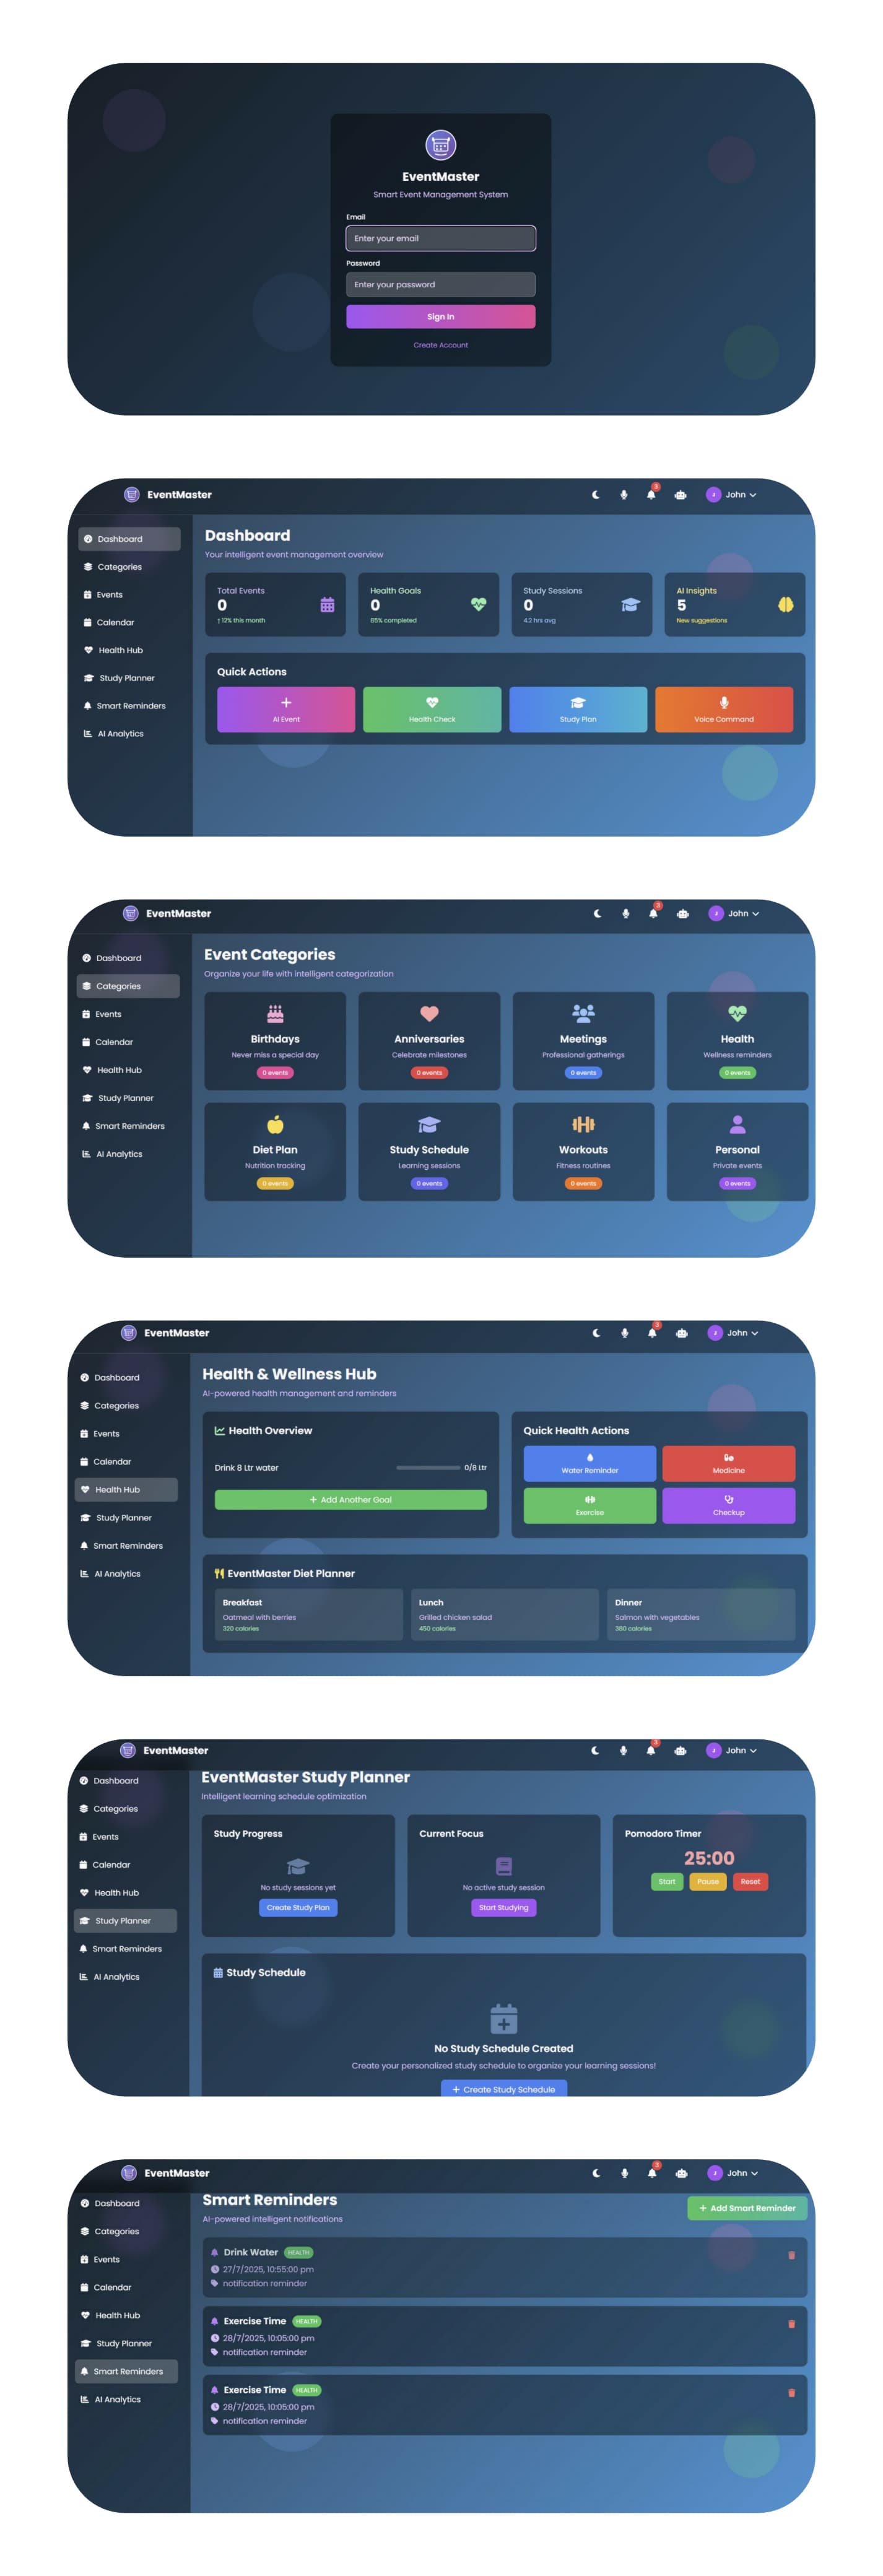 EventMaster
Smart Event Management System
Email
Enter your email
Password
Enter your password
Sign In
Create Account
EventMaster
3
J John
Dashboard
Categories
Events
Calendar
Health Hub
Study Planner
Smart Reminders
AI Analytics
Dashboard
Your intelligent event management overview
Total Events
0
↑ 12% this month
Health Goals
0
85% completed
Study Sessions
0
4.2 hrs avg
AI Insights
5
New suggestions
Quick Actions
AI Event
Health Check
Study Plan
Voice Command
EventMaster
3
J John
Dashboard
Categories
Events
Calendar
Health Hub
Study Planner
Smart Reminders
AI Analytics
Event Categories
Organize your life with intelligent categorization
Birthdays
Never miss a special day
0 events
Anniversaries
Celebrate milestones
0 events
Meetings
Professional gatherings
0 events
Health
Wellness reminders
0 events
Diet Plan
Nutrition tracking
0 events
Study Schedule
Learning sessions
0 events
Workouts
Fitness routines
0 events
Personal
Private events
0 events
EventMaster
3
J John
Dashboard
Categories
Events
Calendar
Health Hub
Study Planner
Smart Reminders
AI Analytics
Health & Wellness Hub
AI-powered health management and reminders
Health Overview
Drink 8 Ltr water
0/8 Ltr
+ Add Another Goal
Quick Health Actions
Water Reminder
Medicine
Exercise
Checkup
EventMaster Diet Planner
Breakfast
Oatmeal with berries
320 calories
Lunch
Grilled chicken salad
450 calories
Dinner
Salmon with vegetables
380 calories
EventMaster
3
J John
Dashboard
Categories
Events
Calendar
Health Hub
Study Planner
Smart Reminders
AI Analytics
EventMaster Study Planner
Intelligent learning schedule optimization
Study Progress
No study sessions yet
Create Study Plan
Current Focus
No active study session
Start Studying
Pomodoro Timer
25:00
Start
Pause
Reset
Study Schedule
No Study Schedule Created
Create your personalized study schedule to organize your learning sessions!
+ Create Study Schedule
EventMaster
3
J John
Dashboard
Categories
Events
Calendar
Health Hub
Study Planner
Smart Reminders
AI Analytics
Smart Reminders
AI-powered intelligent notifications
+ Add Smart Reminder
Drink Water HEALTH
27/7/2025, 10:55:00 pm
notification reminder
Exercise Time HEALTH
28/7/2025, 10:05:00 pm
notification reminder
Exercise Time HEALTH
28/7/2025, 10:05:00 pm
notification reminder